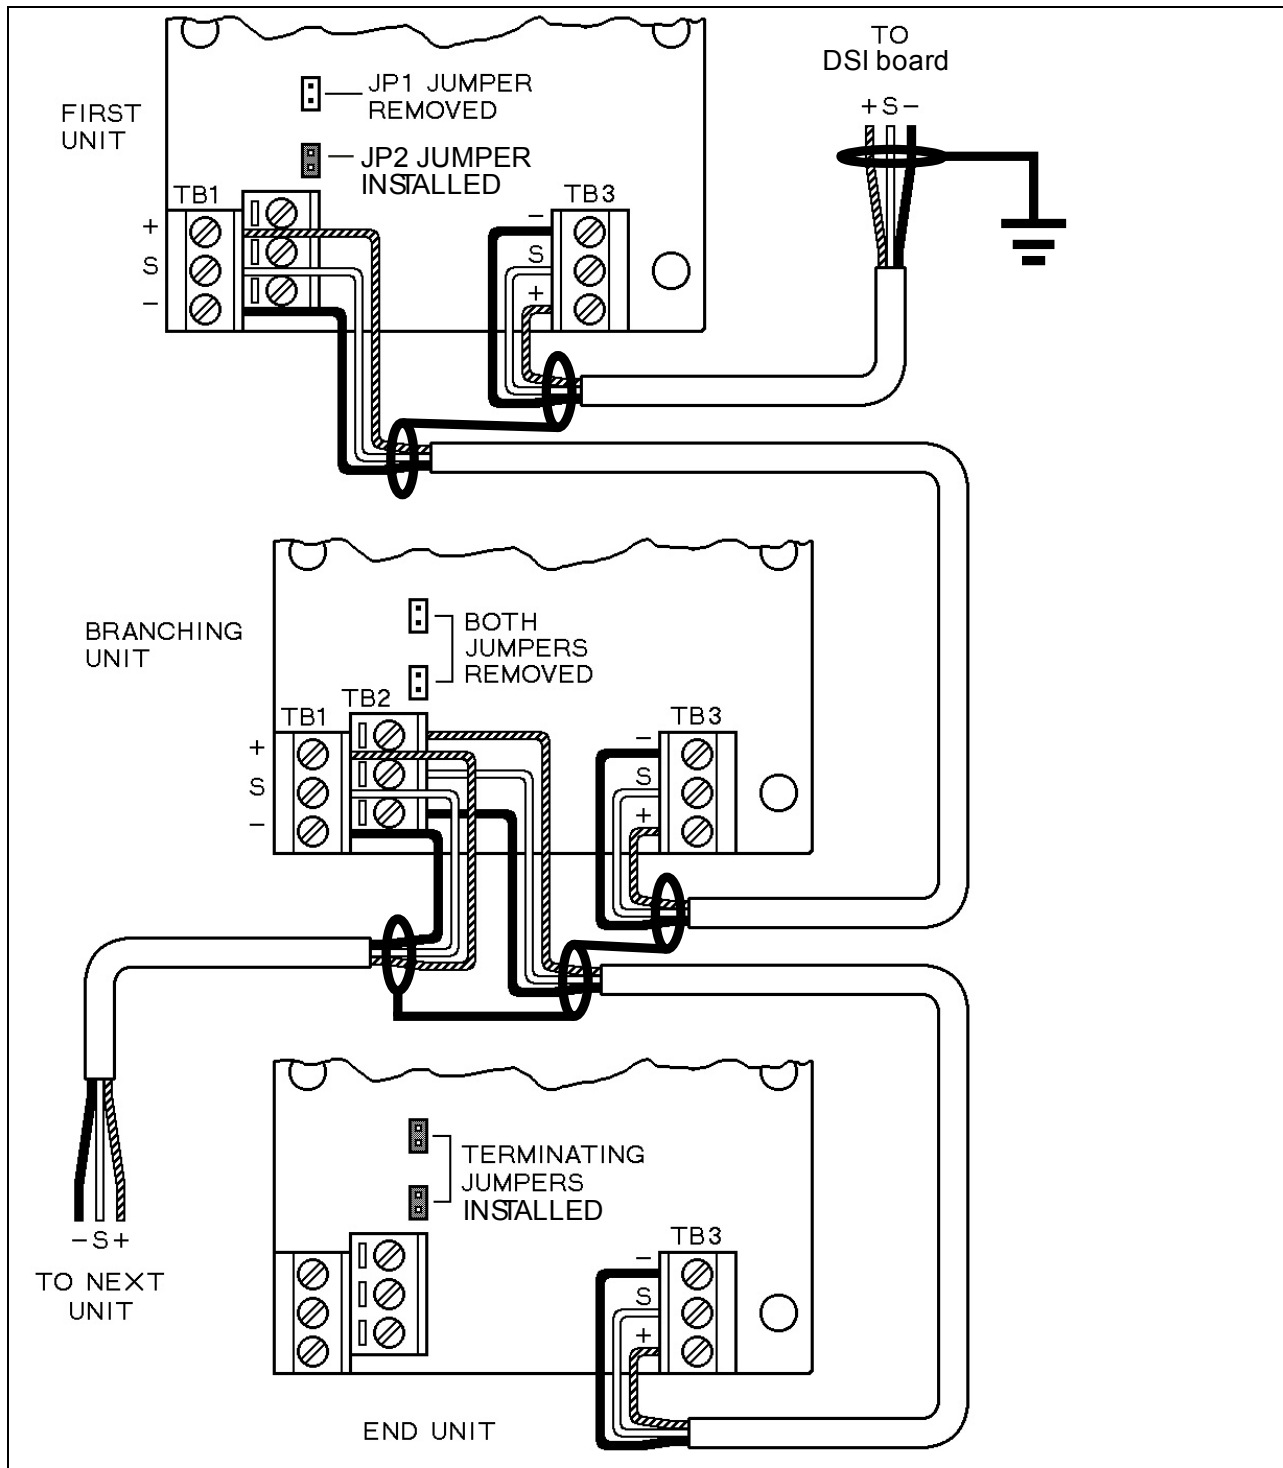 TO
DSI board
+ S −
FIRST
UNIT
JP1 JUMPER
REMOVED
JP2 JUMPER
INSTALLED
TB1
+
S
−
TB3
−
S
+
BRANCHING
UNIT
BOTH
JUMPERS
REMOVED
TB2
TB1
+
S
−
TB3
−
S
+
− S +
TO NEXT
UNIT
TERMINATING
JUMPERS
INSTALLED
TB3
−
S
+
END UNIT